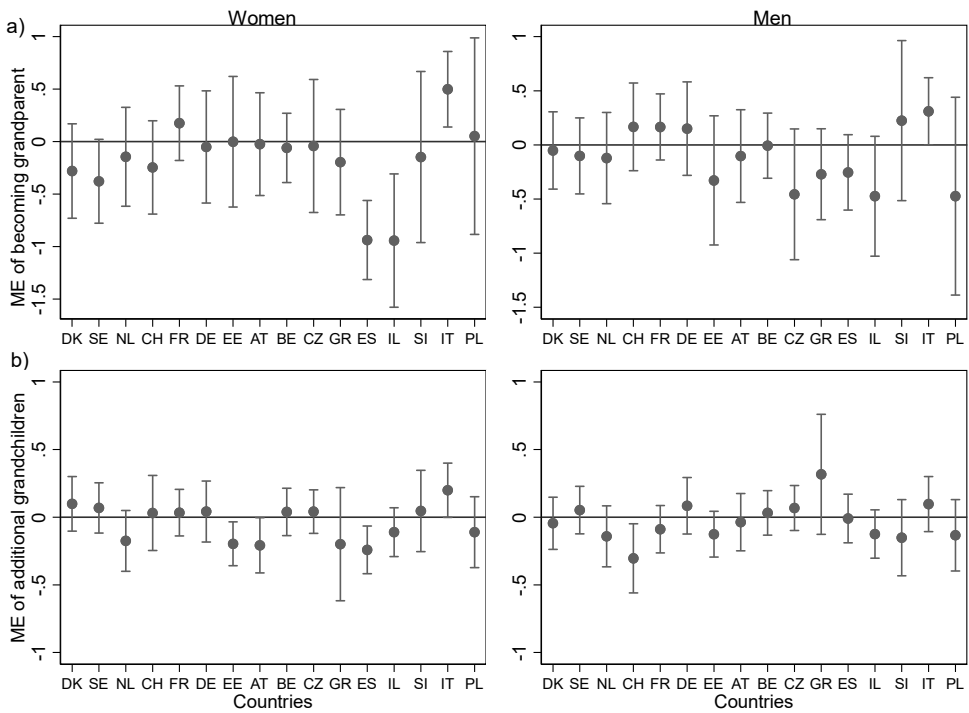 Women
Men
a)
ME of becoming grandparent
1
.5
0
-.5
-1
-1.5
DK SE NL CH FR DE EE AT BE CZ GR ES IL SI IT PL
1
.5
0
-.5
-1
-1.5
DK SE NL CH FR DE EE AT BE CZ GR ES IL SI IT PL
b)
ME of additional grandchildren
1
.5
0
-.5
-1
DK SE NL CH FR DE EE AT BE CZ GR ES IL SI IT PL
Countries
1
.5
0
-.5
-1
DK SE NL CH FR DE EE AT BE CZ GR ES IL SI IT PL
Countries